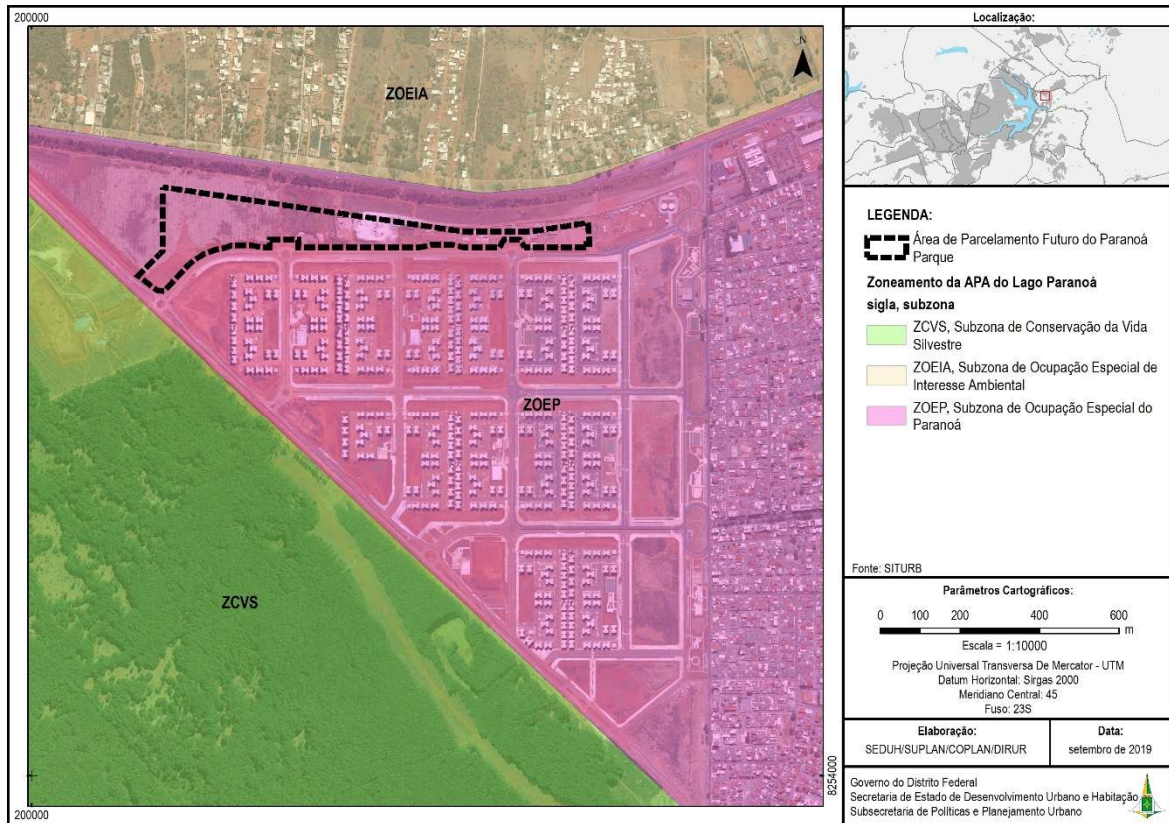 200000
ZOEIA
N
ZOEP
ZCVS
8254000
200000
Localização:
LEGENDA:
Área de Parcelamento Futuro do Paranoá
Parque
Zoneamento da APA do Lago Paranoá
sigla, subzona
ZCVS, Subzona de Conservação da Vida
Silvestre
ZOEIA, Subzona de Ocupação Especial de
Interesse Ambiental
ZOEP, Subzona de Ocupação Especial do
Paranoá
Fonte: SITURB
Parâmetros Cartográficos:
0 100 200 400 600
m
Escala = 1:10000
Projeção Universal Transversa De Mercator - UTM
Datum Horizontal: Sirgas 2000
Meridiano Central: 45
Fuso: 23S
Elaboração:
SEDUH/SUPLAN/COPLAN/DIRUR
Data:
setembro de 2019
Governo do Distrito Federal
Secretaria de Estado de Desenvolvimento Urbano e Habitação
Subsecretaria de Políticas e Planejamento Urbano